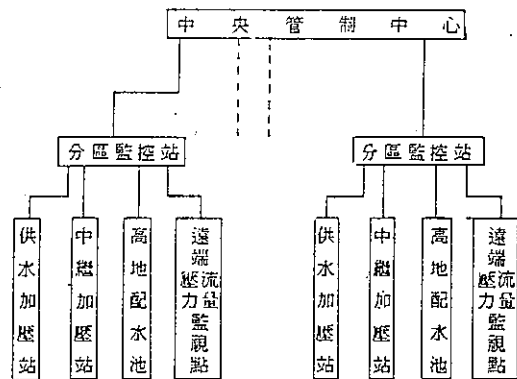 中央管制中心
分區監控站
分區監控站
供水加壓站
中繼加壓站
高地配水池
遠端壓力流量監視點
供水加壓站
中繼加壓站
高地配水池
遠端壓力流量監視點